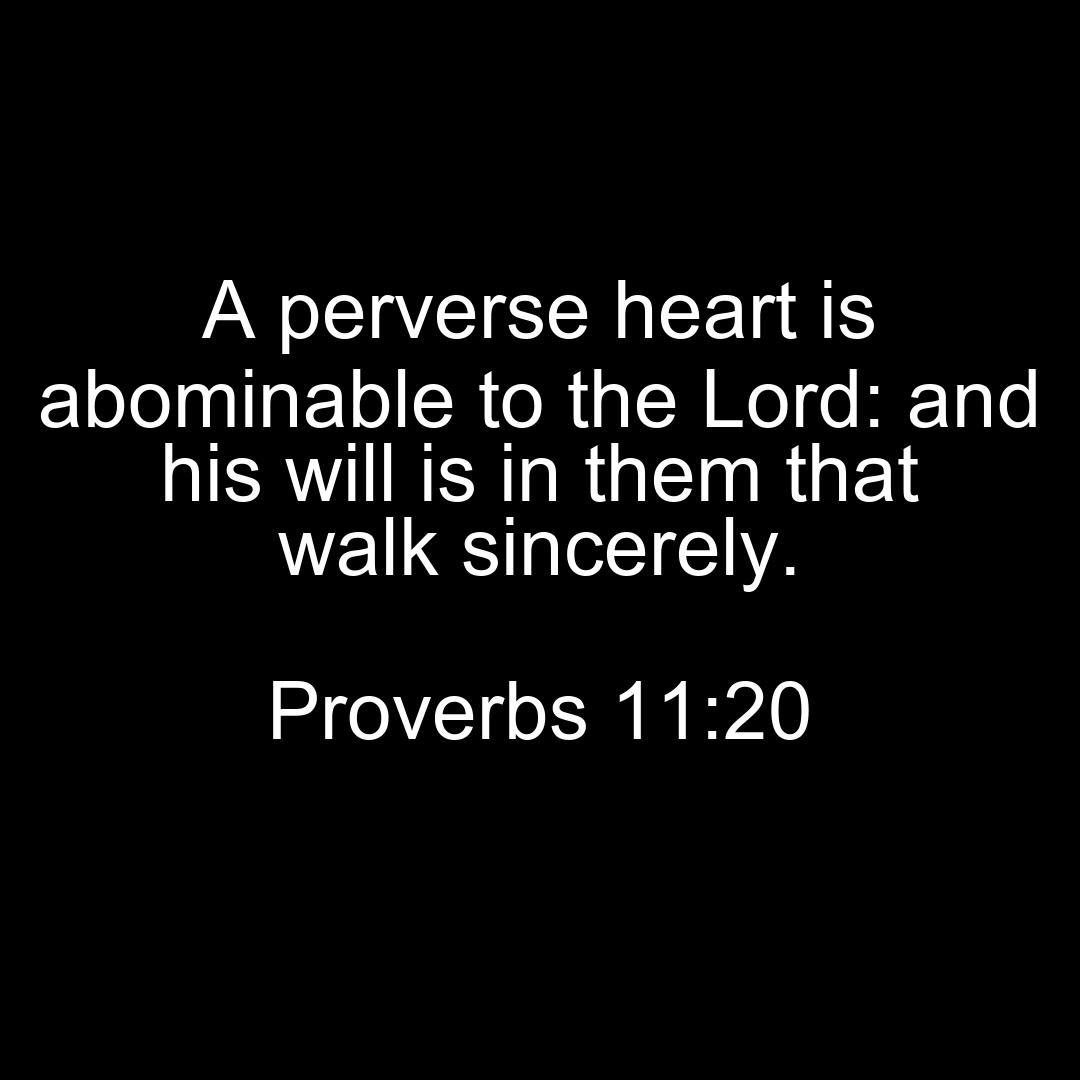 A perverse heart is
abominable to the Lord: and
his will is in them that
walk sincerely.
Proverbs 11:20